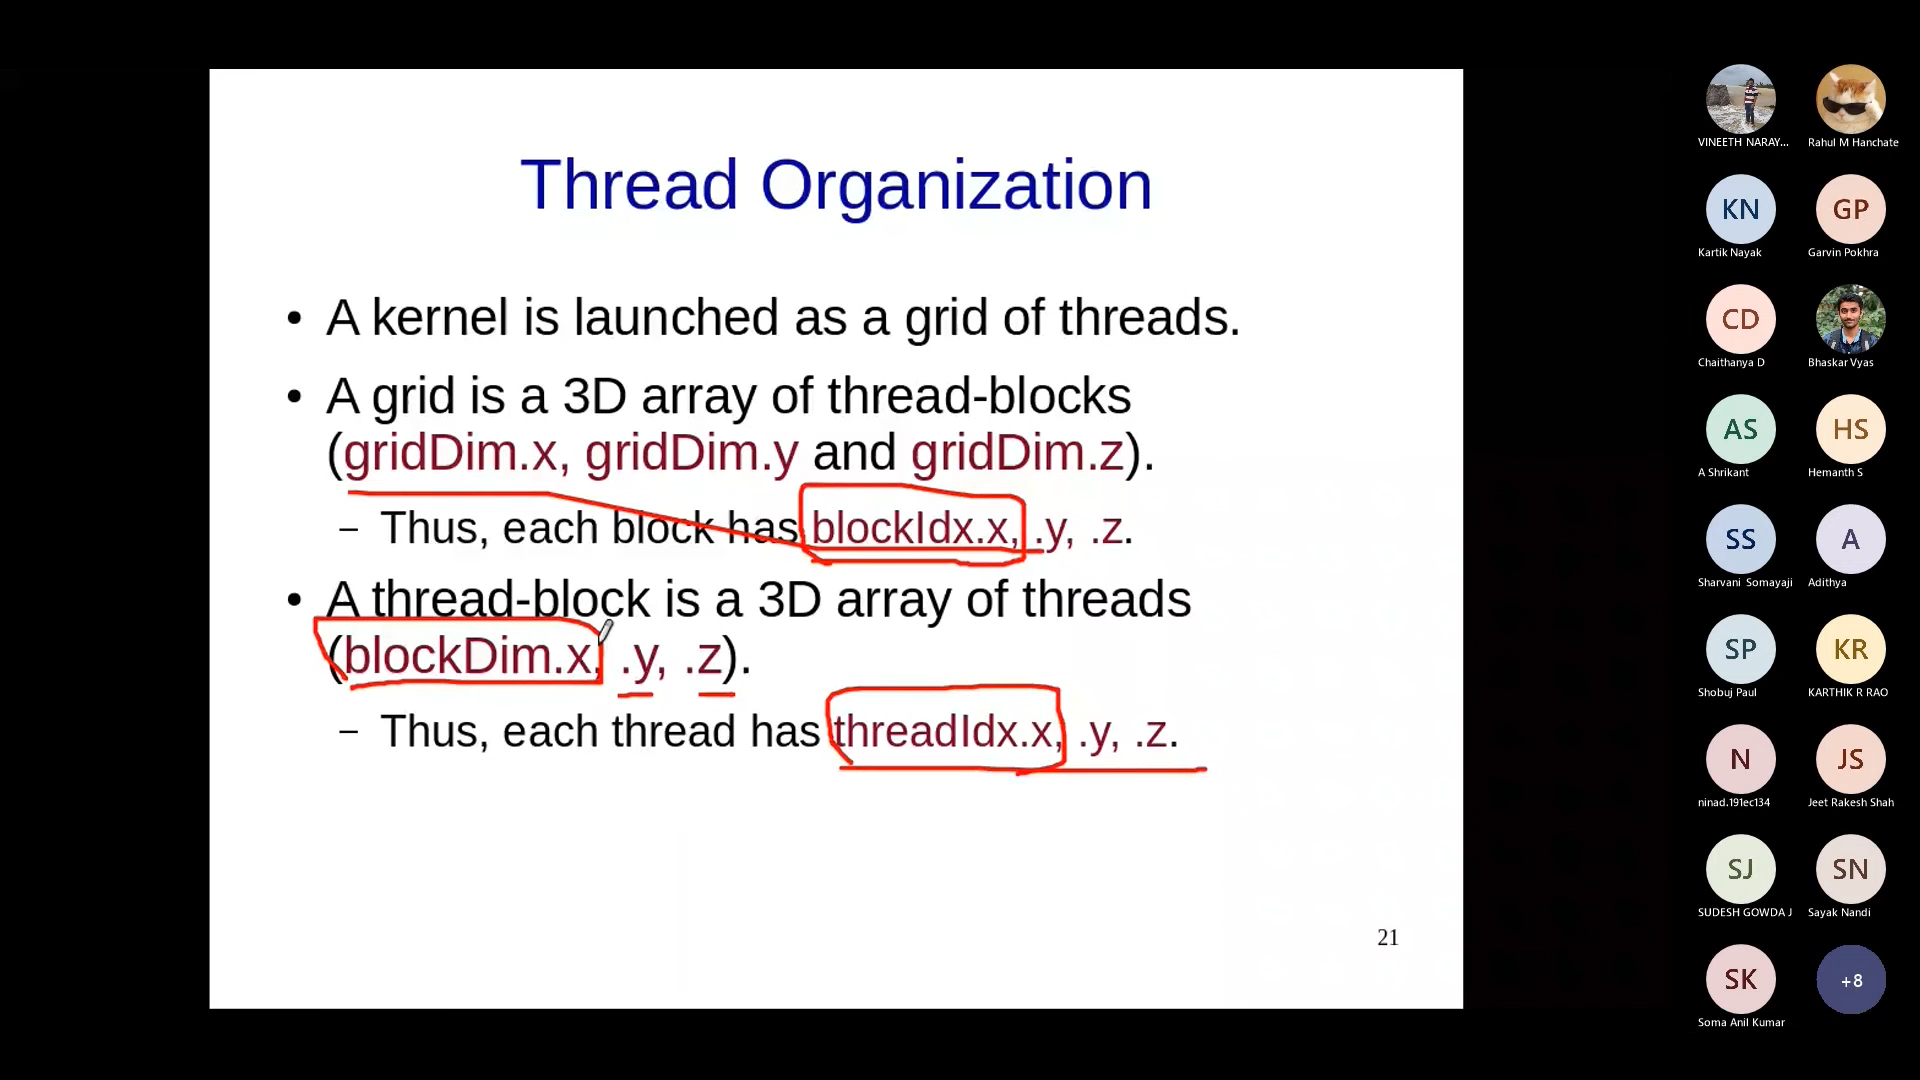 Thread Organization
• A kernel is launched as a grid of threads.
• A grid is a 3D array of thread-blocks
(gridDim.x, gridDim.y and gridDim.z).
– Thus, each block has blockIdx.x, .y, .z.
• A thread-block is a 3D array of threads
(blockDim.x, .y, .z).
– Thus, each thread has threadIdx.x, .y, .z.
21
VINEETH NARAY... Rahul M Hanchate
KN GP
Kartik Nayak Garvin Pokhra
CD
Chaithanya D Bhaskar Vyas
AS HS
A Shrikant Hemanth S
SS A
Sharvani Somayaji Adithya
SP KR
Shobuj Paul KARTHIK R RAO
N JS
ninad.191ec134 Jeet Rakesh Shah
SJ SN
SUDESH GOWDA J Sayak Nandi
SK +8
Soma Anil Kumar